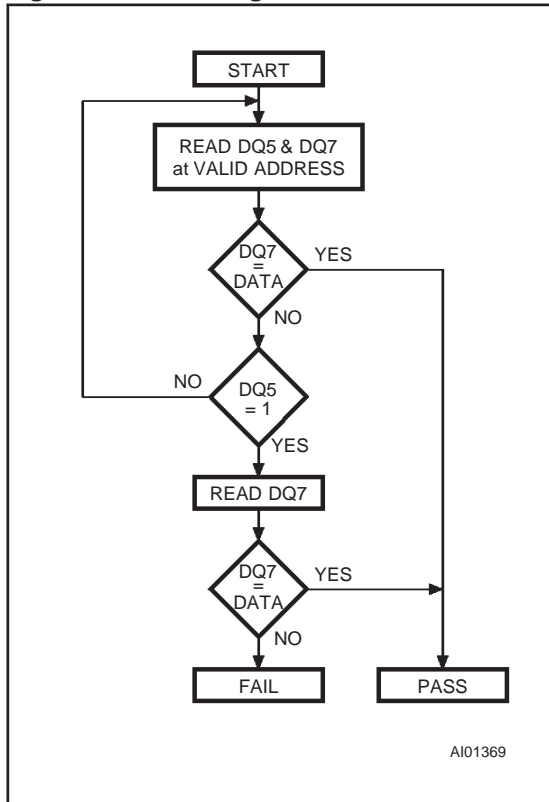 START
READ DQ5 & DQ7
at VALID ADDRESS
DQ7
=
DATA
YES
NO
NO
DQ5
= 1
YES
READ DQ7
DQ7
=
DATA
YES
NO
FAIL
PASS
AI01369